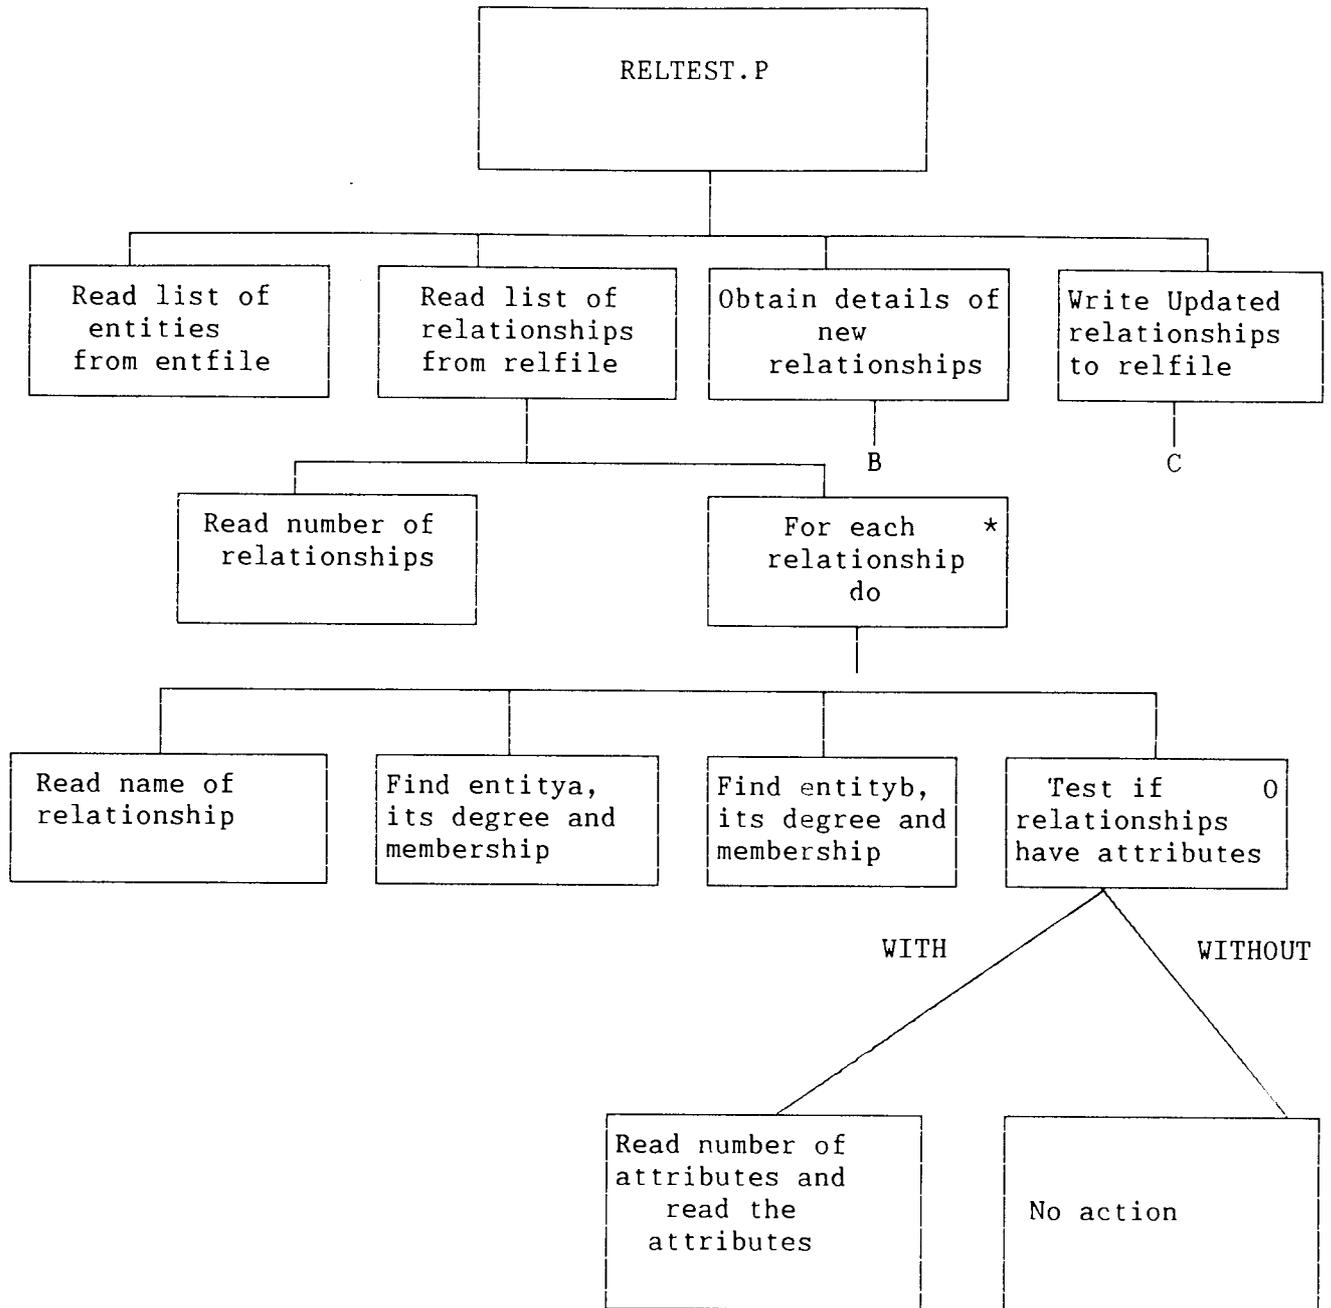 RELTEST.P
Read list of
entities
from entfile
Read list of
relationships
from relfile
Obtain details of
new
relationships
Write Updated
relationships
to relfile
B
C
Read number of
relationships
For each *
relationship
do
Read name of
relationship
Find entitya,
its degree and
membership
Find entityb,
its degree and
membership
Test if O
relationships
have attributes
WITH
WITHOUT
Read number of
attributes and
read the
attributes
No action